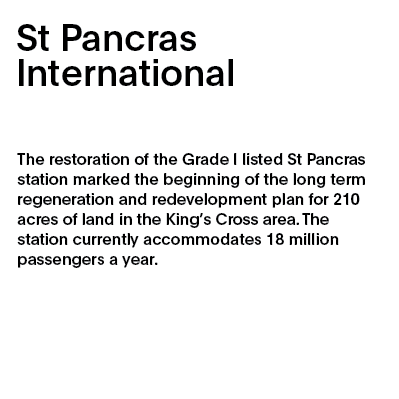 St Pancras
International
The restoration of the Grade I listed St Pancras
station marked the beginning of the long term
regeneration and redevelopment plan for 210
acres of land in the King’s Cross area. The
station currently accommodates 18 million
passengers a year.